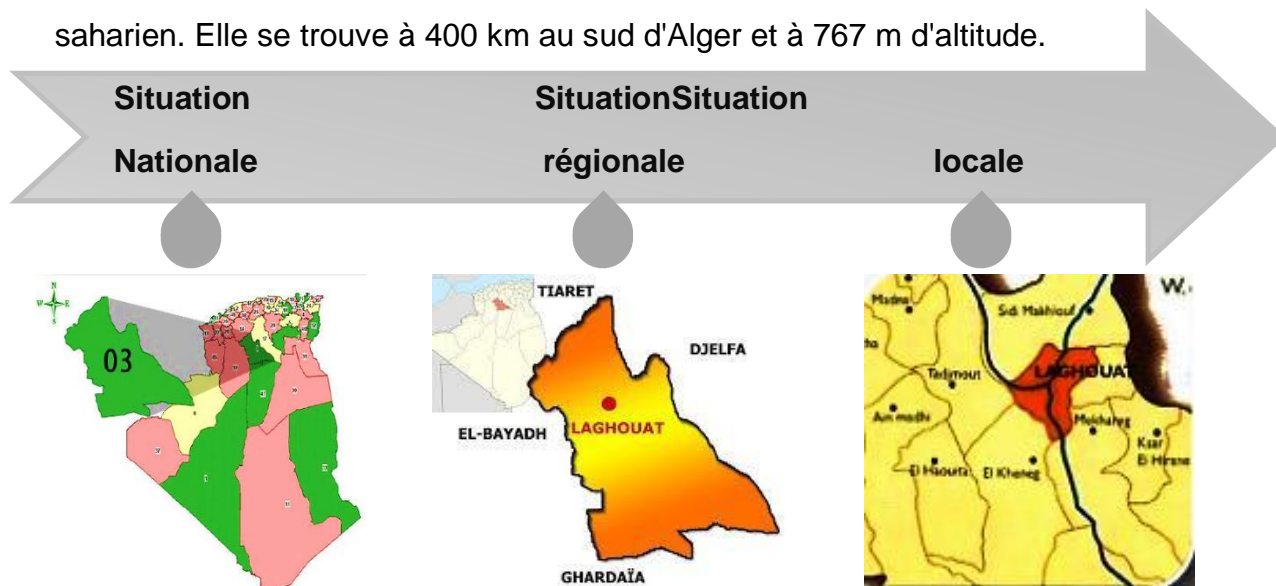 saharien. Elle se trouve à 400 km au sud d'Alger et à 767 m d'altitude.
Situation SituationSituation
Nationale régionale locale
N
W E
S
03
TIARET
DJELFA
EL-BAYADH
LAGHOUAT
GHARDAÏA
W.
Madna
Sidi Makhlouf
LAGHOUAT
Tadjmout
Ain madhi
Mekhareg
Ksar
El Hirane
El Haouita
El Kheneg